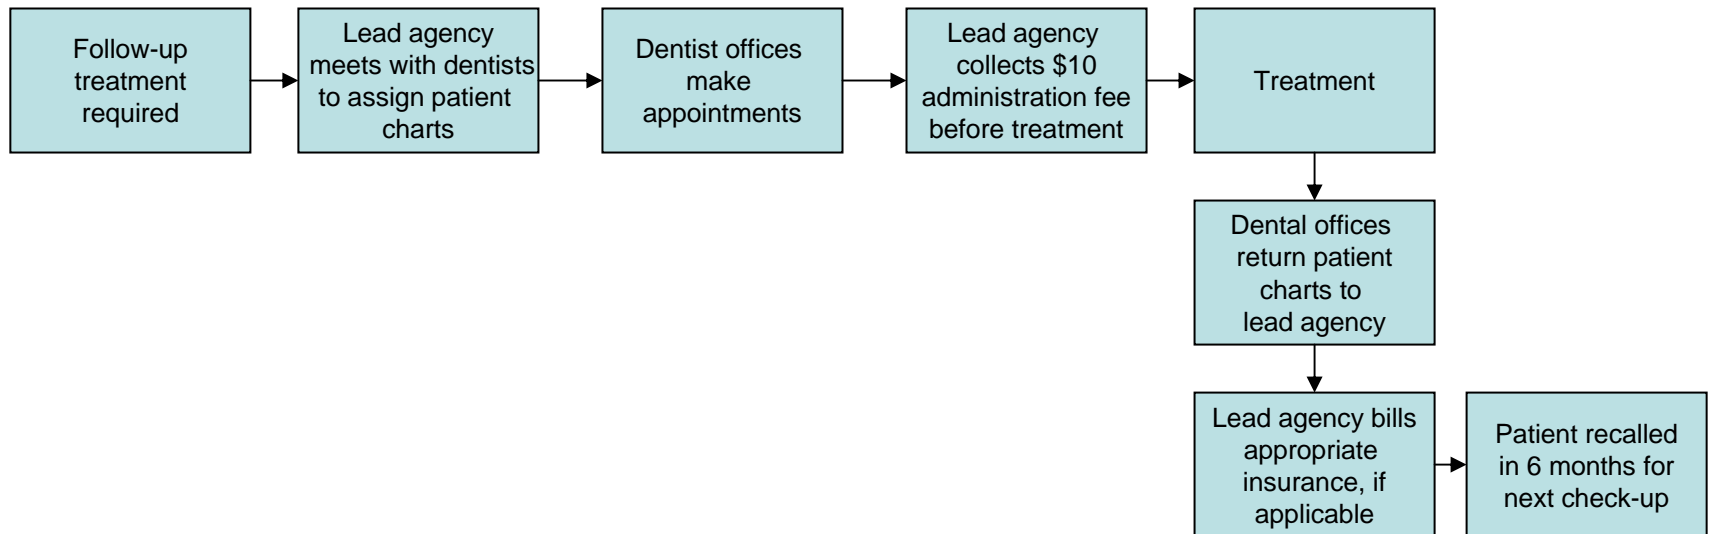 Follow-up
treatment
required
Lead agency
meets with dentists
to assign patient
charts
Dentist offices
make
appointments
Lead agency
collects $10
administration fee
before treatment
Treatment
Dental offices
return patient
charts to
lead agency
Lead agency bills
appropriate
insurance, if
applicable
Patient recalled
in 6 months for
next check-up